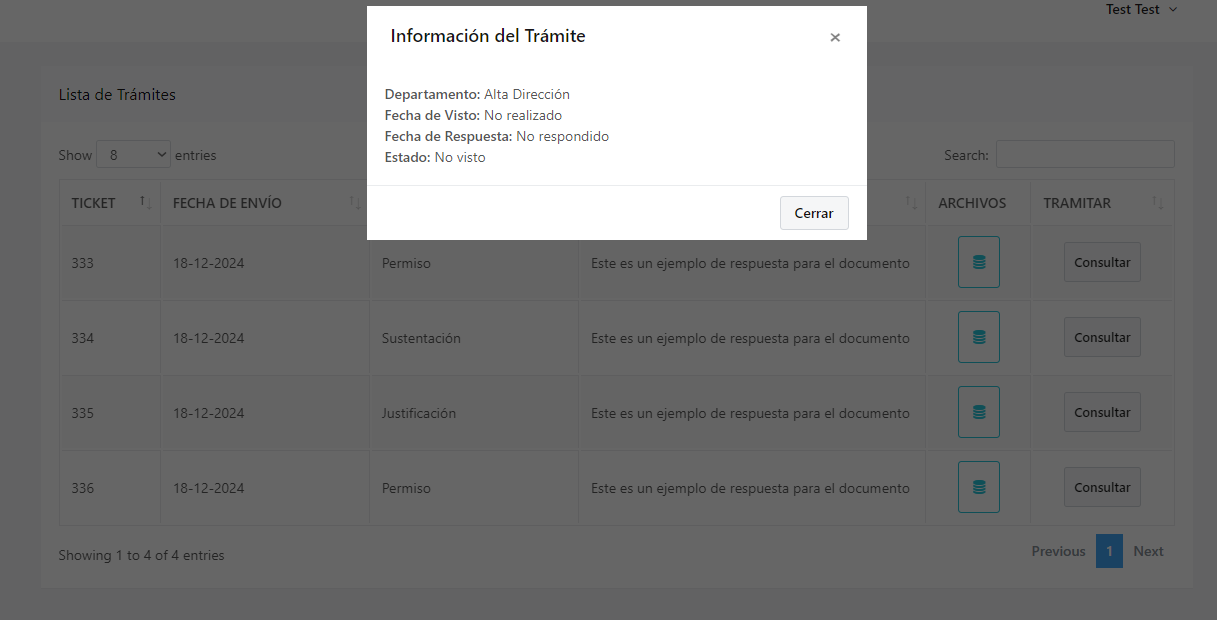 Test Test
Información del Trámite
×
Departamento: Alta Dirección
Fecha de Visto: No realizado
Fecha de Respuesta: No respondido
Estado: No visto
Cerrar
Lista de Trámites
Show 8 entries
Search:
TICKET FECHA DE ENVÍO ARCHIVOS TRAMITAR
333 18-12-2024 Permiso Este es un ejemplo de respuesta para el documento Consultar
334 18-12-2024 Sustentación Este es un ejemplo de respuesta para el documento Consultar
335 18-12-2024 Justificación Este es un ejemplo de respuesta para el documento Consultar
336 18-12-2024 Permiso Este es un ejemplo de respuesta para el documento Consultar
Showing 1 to 4 of 4 entries
Previous 1 Next